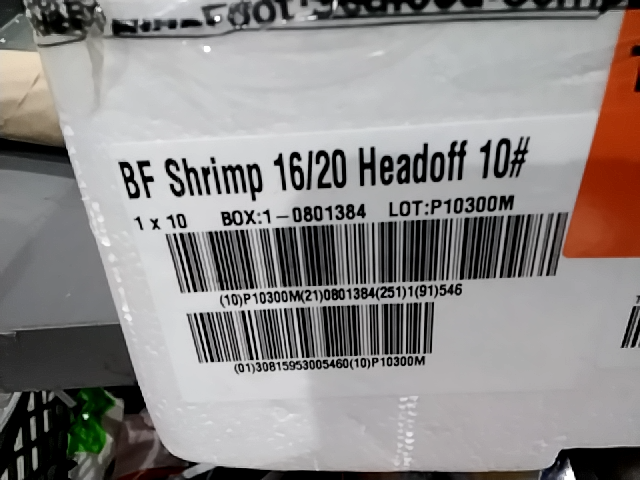 BF Shrimp 16/20 Headoff 10#
1 x 10 BOX:1-0801384 LOT:P10300M
(10)P10300M(21)0801384(251)1(91)546
(01)30815953005460(10)P10300M